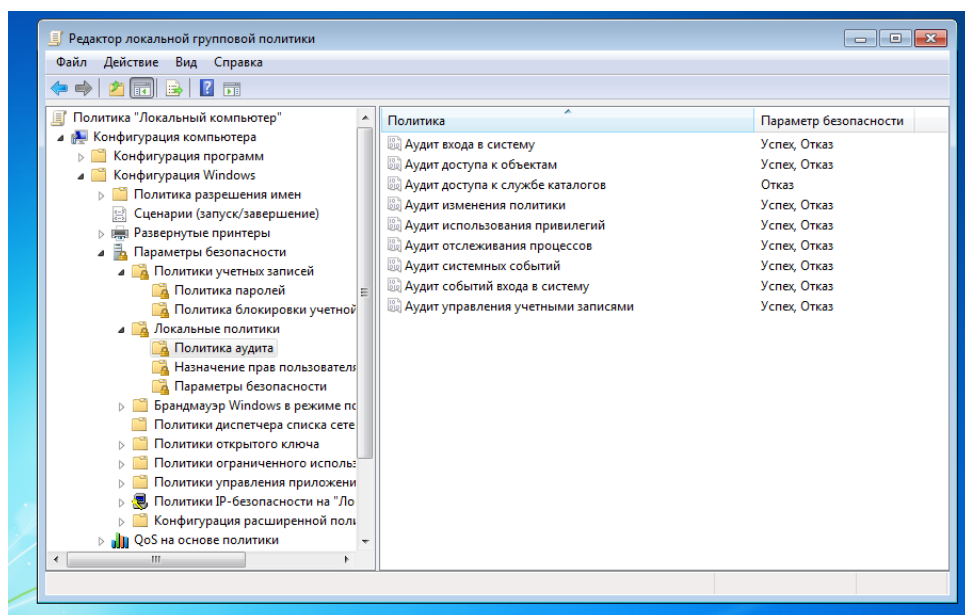 Редактор локальной групповой политики
Файл Действие Вид Справка
Политика "Локальный компьютер"
Конфигурация компьютера
Конфигурация программ
Конфигурация Windows
Политика разрешения имен
Сценарии (запуск/завершение)
Развернутые принтеры
Параметры безопасности
Политики учетных записей
Политика паролей
Политика блокировки учетной
Локальные политики
Политика аудита
Назначение прав пользователя
Параметры безопасности
Брандмауэр Windows в режиме по
Политики диспетчера списка сете
Политики открытого ключа
Политики ограниченного использ
Политики управления приложени
Политики IP-безопасности на "Ло
Конфигурация расширенной поли
QoS на основе политики
Политика Параметр безопасности
Аудит входа в систему Успех, Отказ
Аудит доступа к объектам Успех, Отказ
Аудит доступа к службе каталогов Отказ
Аудит изменения политики Успех, Отказ
Аудит использования привилегий Успех, Отказ
Аудит отслеживания процессов Успех, Отказ
Аудит системных событий Успех, Отказ
Аудит событий входа в систему Успех, Отказ
Аудит управления учетными записями Успех, Отказ